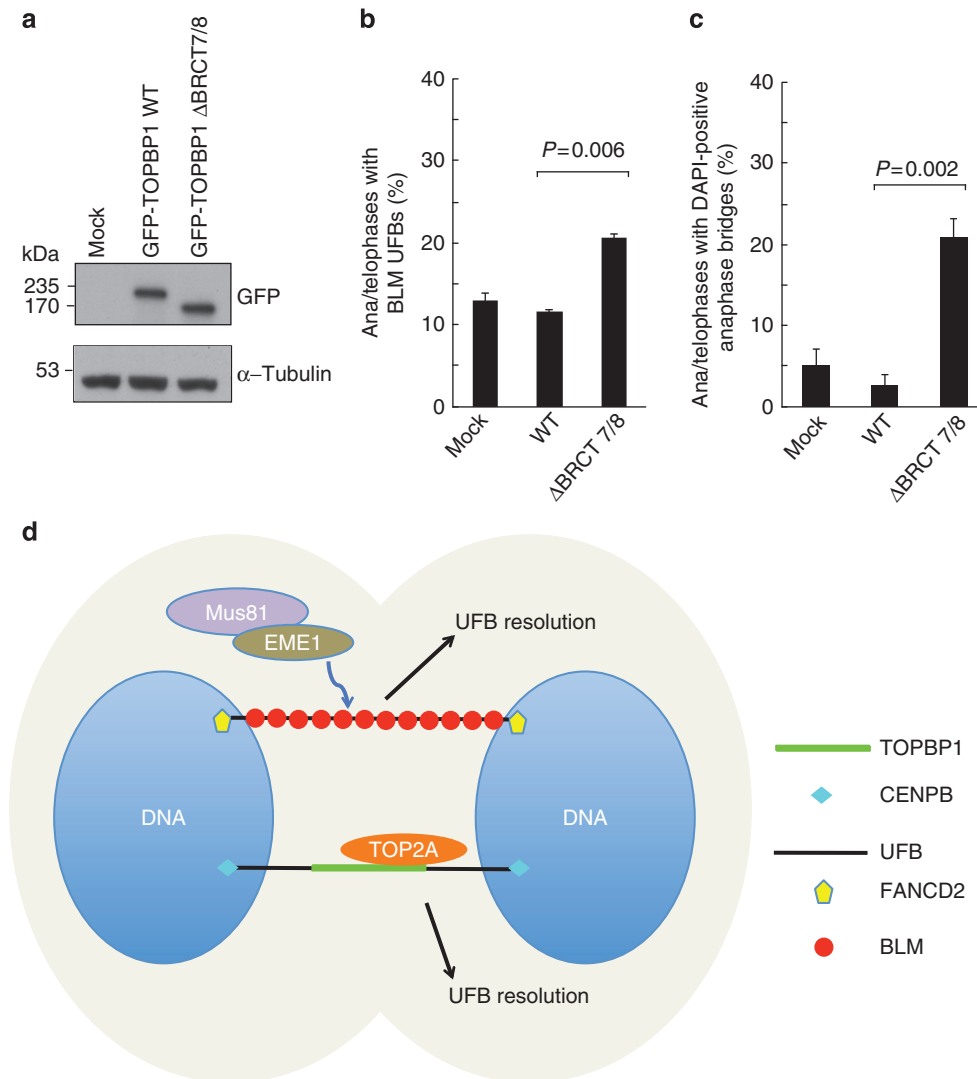 a
Mock
GFP-TOPBP1 WT
GFP-TOPBP1 ΔBRCT7/8
kDa
235
170
GFP
53
α–Tubulin
b
Ana/telophases with
BLM UFBs (%)
40
30
20
10
0
P=0.006
Mock
WT
ΔBRCT 7/8
c
Ana/telophases with DAPI-positive
anaphase bridges (%)
40
30
20
10
0
P=0.002
Mock
WT
ΔBRCT 7/8
d
Mus81
EME1
UFB resolution
DNA
DNA
TOP2A
UFB resolution
TOPBP1
CENPB
UFB
FANCD2
BLM